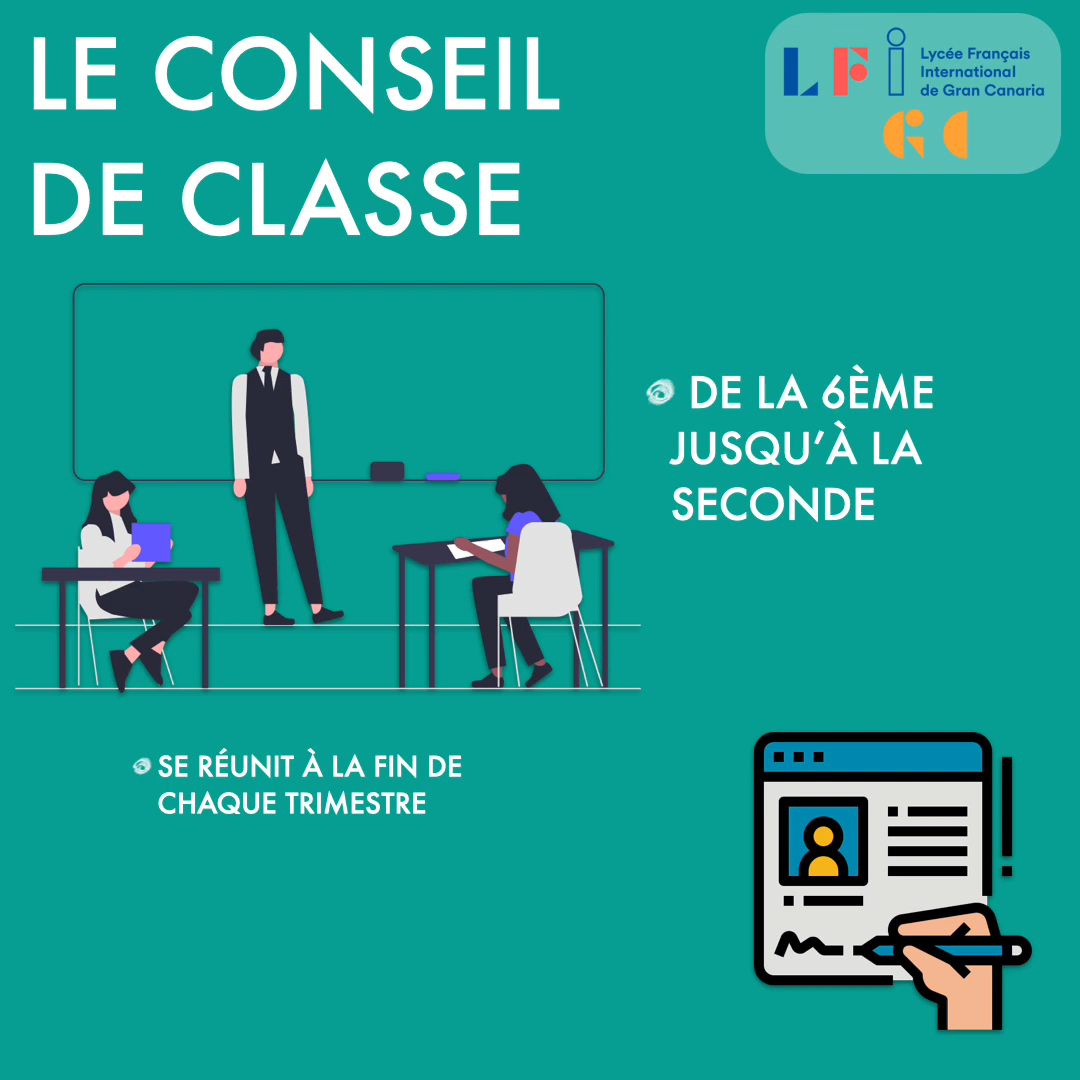 LE CONSEIL
DE CLASSE
LFi Lycée Français
International
de Gran Canaria
GC
DE LA 6ÈME
JUSQU'À LA
SECONDE
SE RÉUNIT À LA FIN DE
CHAQUE TRIMESTRE